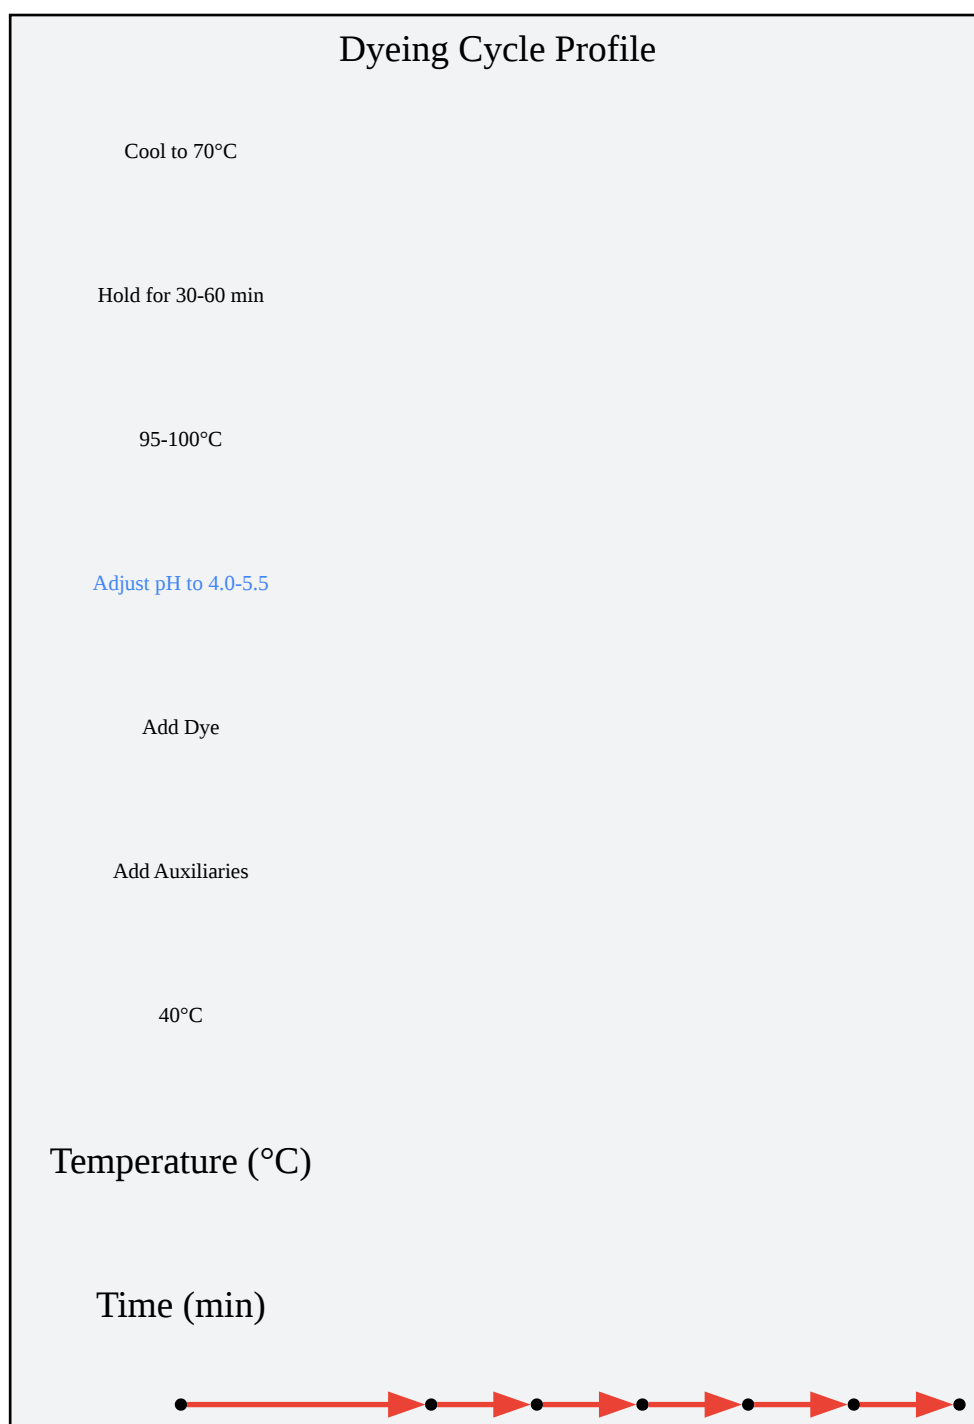 Dyeing Cycle Profile
Cool to 70°C
Hold for 30-60 min
95-100°C
Adjust pH to 4.0-5.5
Add Dye
Add Auxiliaries
40°C
Temperature (°C)
Time (min)